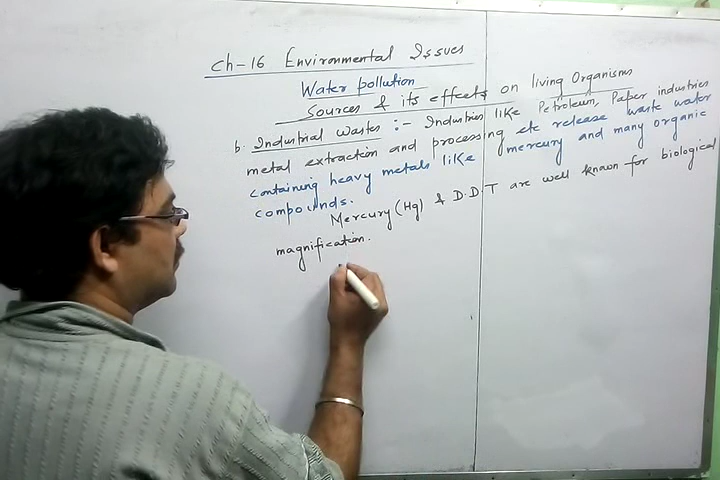 Ch-16 Environmental Issues
Water pollution
Sources & its effects on living Organisms
b. Industrial Wastes :- Industries like Petroleum, Paper industries
metal extraction and processing etc release waste water
containing heavy metals like mercury and many organic
compounds.
Mercury (Hg) & D.D.T are well known for biological
magnification.